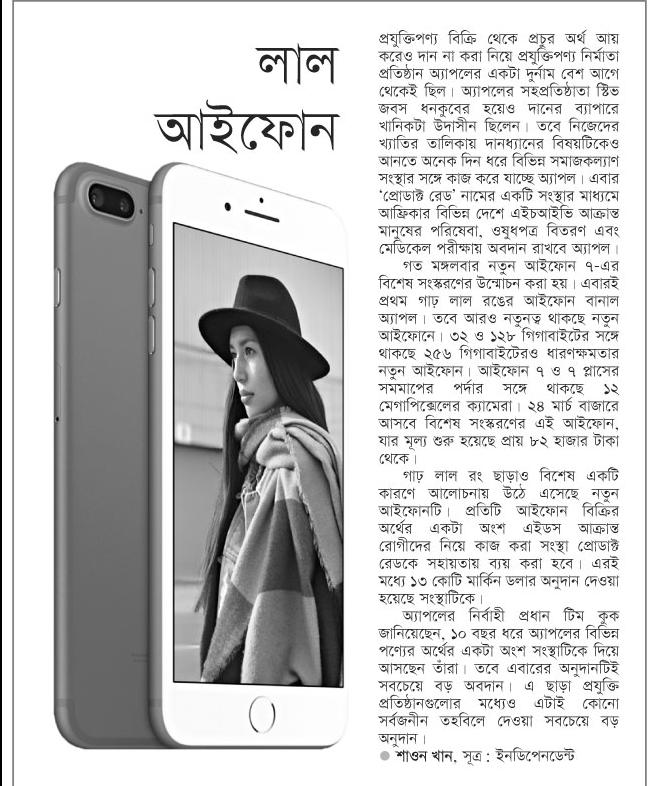 লাল
আইফোন
প্রযুক্তিপণ্য বিক্রি থেকে প্রচুর অর্থ আয়
করেও দান না করা নিয়ে প্রযুক্তিপণ্য নির্মাতা
প্রতিষ্ঠান অ্যাপলের একটা দুর্নাম বেশ আগে
থেকেই ছিল। অ্যাপলের সহপ্রতিষ্ঠাতা স্টিভ
জবস ধনকুবের হয়েও দানের ব্যাপারে
খানিকটা উদাসীন ছিলেন। তবে নিজেদের
খ্যাতির তালিকায় দানধ্যানের বিষয়টিকেও
আনতে অনেক দিন ধরে বিভিন্ন সমাজকল্যাণ
সংস্থার সঙ্গে কাজ করে যাচ্ছে অ্যাপল। এবার
‘প্রোডাক্ট রেড’ নামের একটি সংস্থার মাধ্যমে
আফ্রিকার বিভিন্ন দেশে এইচআইভি আক্রান্ত
মানুষের পরিষেবা, ওষুধপত্র বিতরণ এবং
মেডিকেল পরীক্ষায় অবদান রাখবে অ্যাপল।
গত মঙ্গলবার নতুন আইফোন ৭-এর
বিশেষ সংস্করণের উন্মোচন করা হয়। এবারই
প্রথম গাঢ় লাল রঙের আইফোন বানাল
অ্যাপল। তবে আরও নতুনত্ব থাকছে নতুন
আইফোনে। ৩২ ও ১২৮ গিগাবাইটের সঙ্গে
থাকছে ২৫৬ গিগাবাইটেরও ধারণক্ষমতার
নতুন আইফোন। আইফোন ৭ ও ৭ প্লাসের
সমমাপের পর্দার সঙ্গে থাকছে ১২
মেগাপিক্সেলের ক্যামেরা। ২৪ মার্চ বাজারে
আসবে বিশেষ সংস্করণের এই আইফোন,
যার মূল্য শুরু হয়েছে প্রায় ৮২ হাজার টাকা
থেকে।
গাঢ় লাল রং ছাড়াও বিশেষ একটি
কারণে আলোচনায় উঠে এসেছে নতুন
আইফোনটি। প্রতিটি আইফোন বিক্রির
অর্থের একটা অংশ এইডস আক্রান্ত
রোগীদের নিয়ে কাজ করা সংস্থা প্রোডাক্ট
রেডকে সহায়তায় ব্যয় করা হবে। এরই
মধ্যে ১৩ কোটি মার্কিন ডলার অনুদান দেওয়া
হয়েছে সংস্থাটিকে।
অ্যাপলের নির্বাহী প্রধান টিম কুক
জানিয়েছেন, ১০ বছর ধরে অ্যাপলের বিভিন্ন
পণ্যের অর্থের একটা অংশ সংস্থাটিকে দিয়ে
আসছেন তাঁরা। তবে এবারের অনুদানটিই
সবচেয়ে বড় অবদান। এ ছাড়া প্রযুক্তি
প্রতিষ্ঠানগুলোর মধ্যেও এটাই কোনো
সর্বজনীন তহবিলে দেওয়া সবচেয়ে বড়
অনুদান।
● শাওন খান, সূত্র : ইনডিপেনডেন্ট